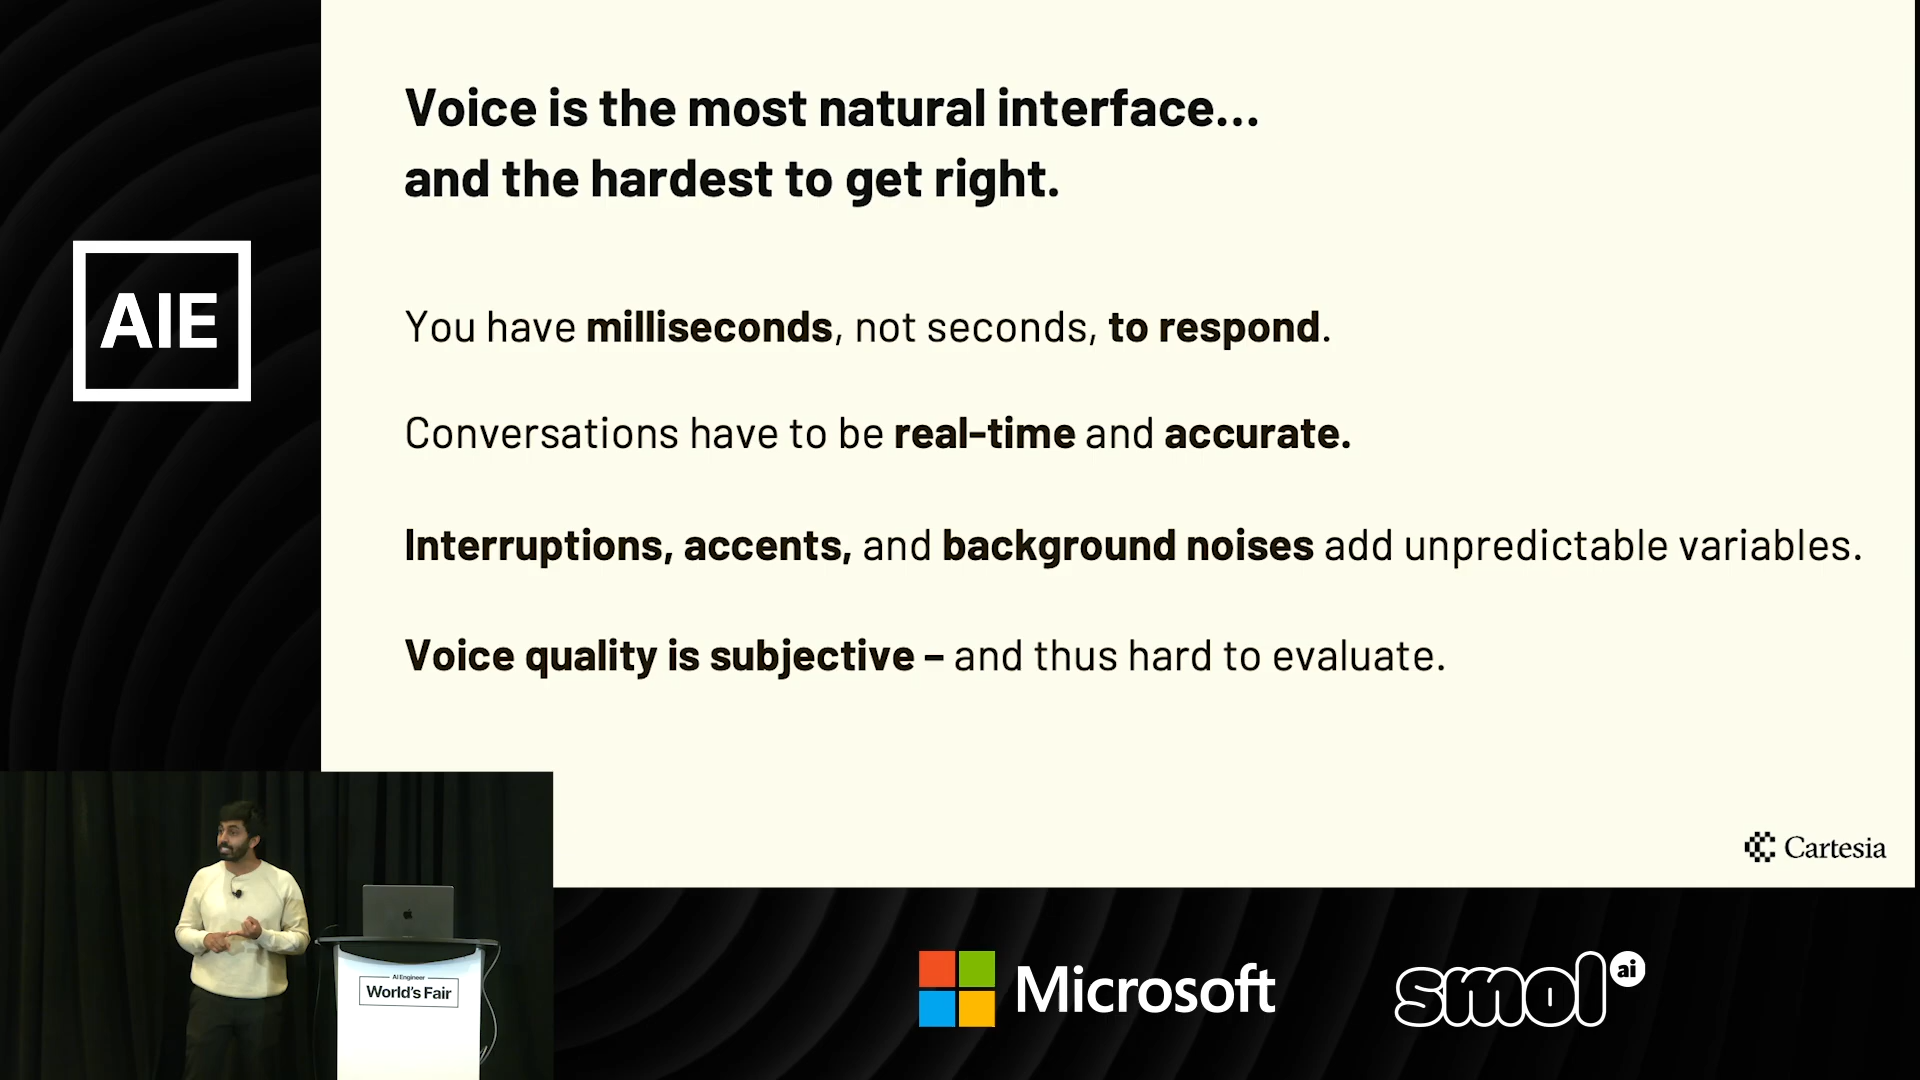 Voice is the most natural interface...
and the hardest to get right.
You have milliseconds, not seconds, to respond.
Conversations have to be real-time and accurate.
Interruptions, accents, and background noises add unpredictable variables.
Voice quality is subjective – and thus hard to evaluate.
Cartesia
AIE
AI Engineer
World's Fair
Microsoft
smol ai